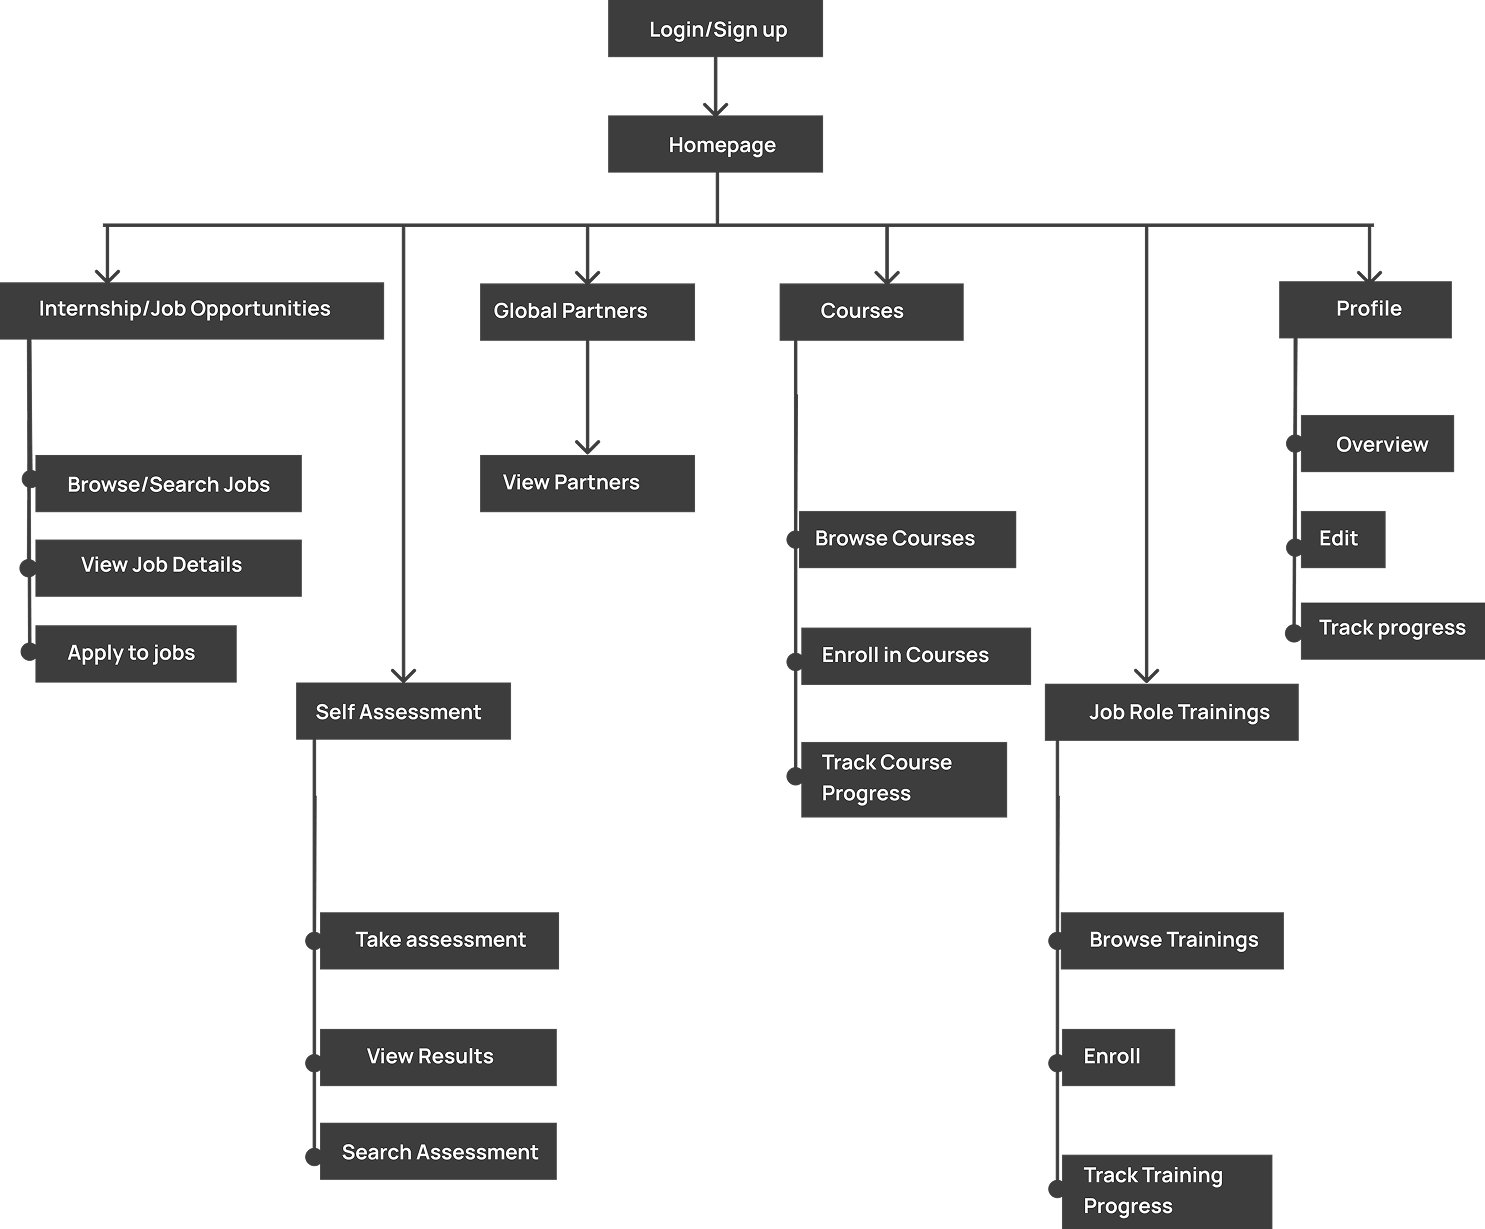 Login/Sign up
Homepage
Internship/Job Opportunities
Global Partners
Courses
Profile
Browse/Search Jobs
View Job Details
Apply to jobs
View Partners
Browse Courses
Enroll in Courses
Track Course
Progress
Overview
Edit
Track progress
Self Assessment
Job Role Trainings
Take assessment
View Results
Search Assessment
Browse Trainings
Enroll
Track Training
Progress